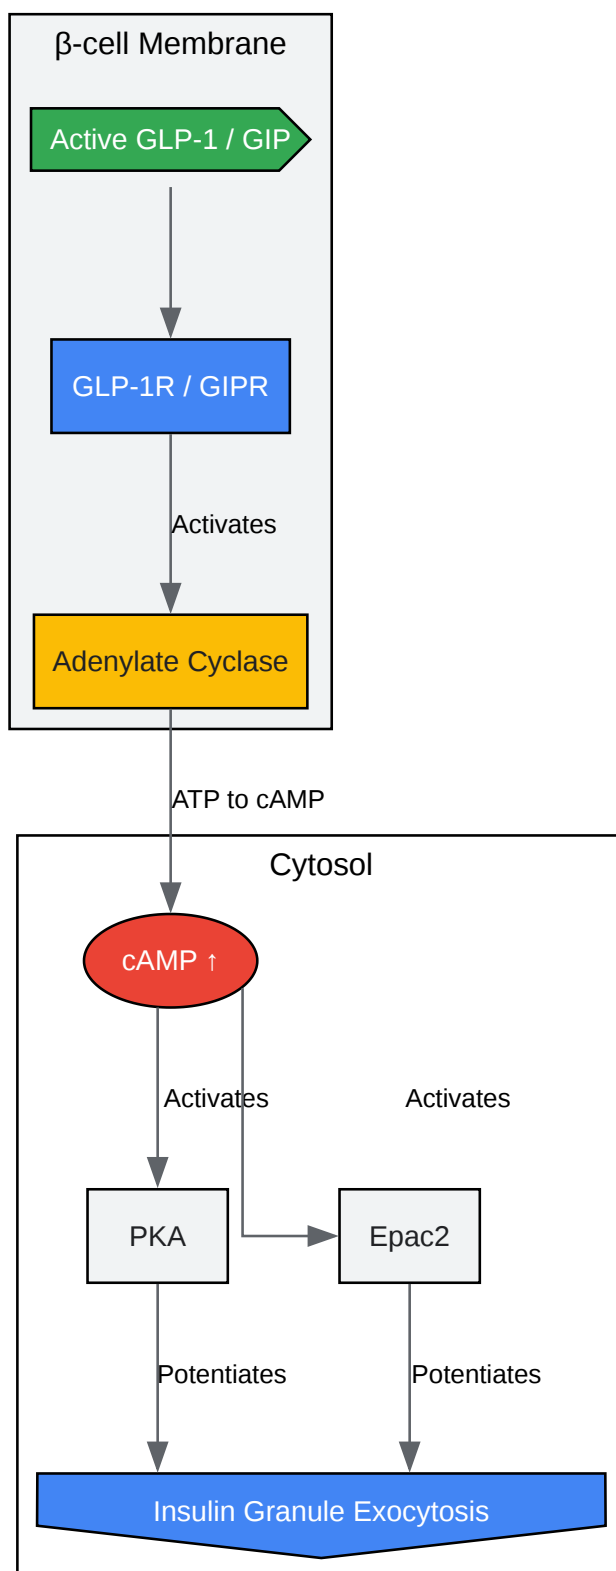 β-cell Membrane
Active GLP-1 / GIP
GLP-1R / GIPR
Activates
Adenylate Cyclase
ATP to cAMP
Cytosol
cAMP ↑
Activates
Activates
PKA
Epac2
Potentiates
Potentiates
Insulin Granule Exocytosis